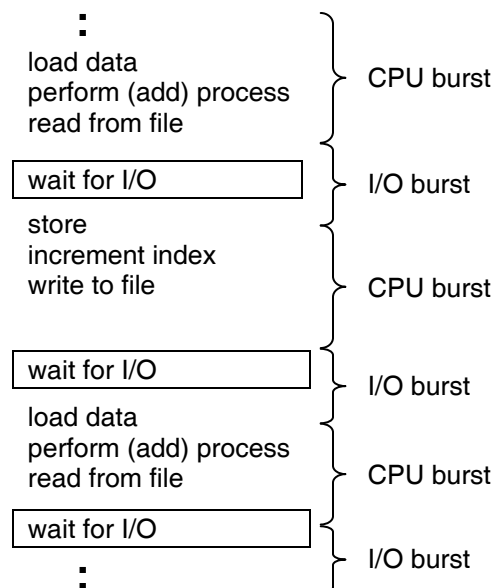 load data
perform (add) process
read from file
CPU burst
wait for I/O
I/O burst
store
increment index
write to file
CPU burst
wait for I/O
I/O burst
load data
perform (add) process
read from file
CPU burst
wait for I/O
I/O burst